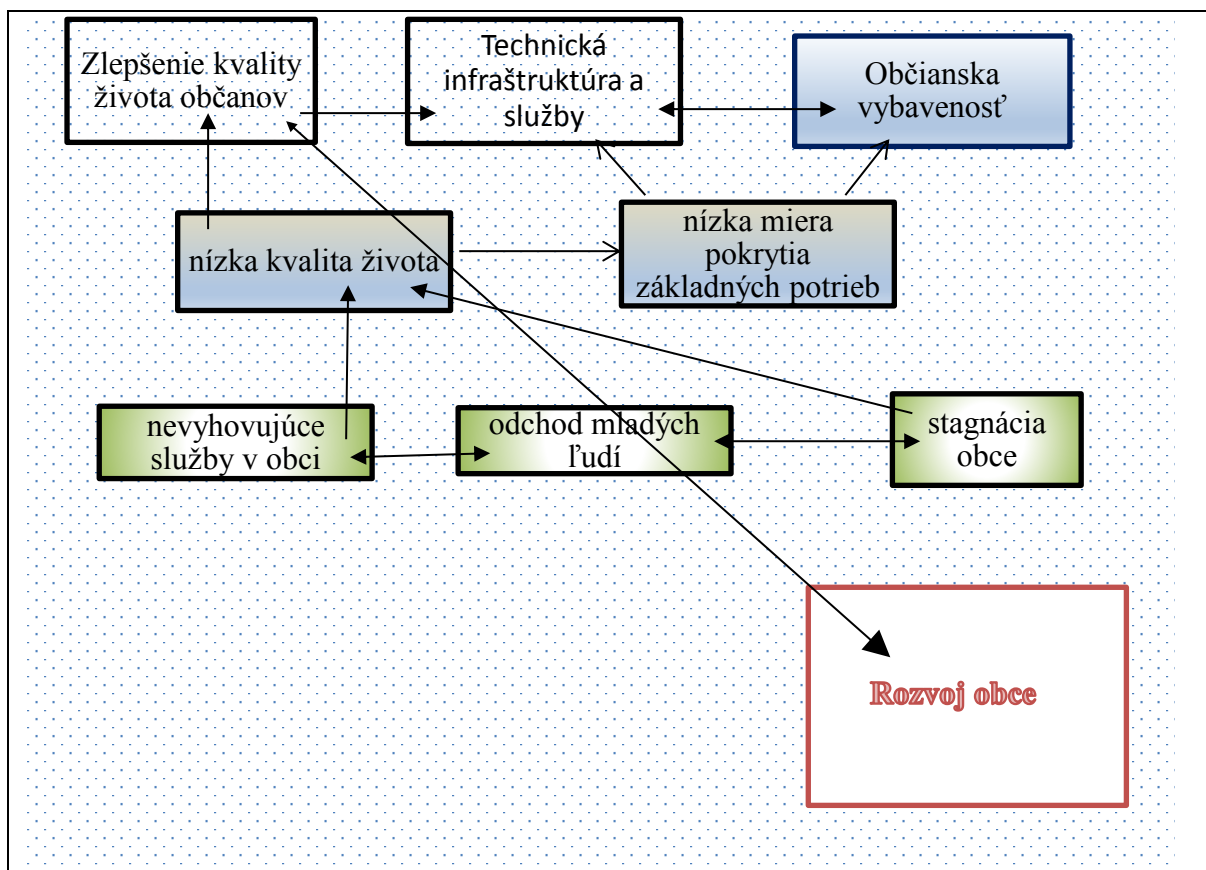 Zlepšenie kvality
života občanov
Technická
infraštruktúra a
služby
Občianska
vybavenosť
nízka kvalita života
nízka miera
pokrytia
základných potrieb
nevyhovujúce
služby v obci
odchod mladých
ľudí
stagnácia
obce
Rozvoj obce